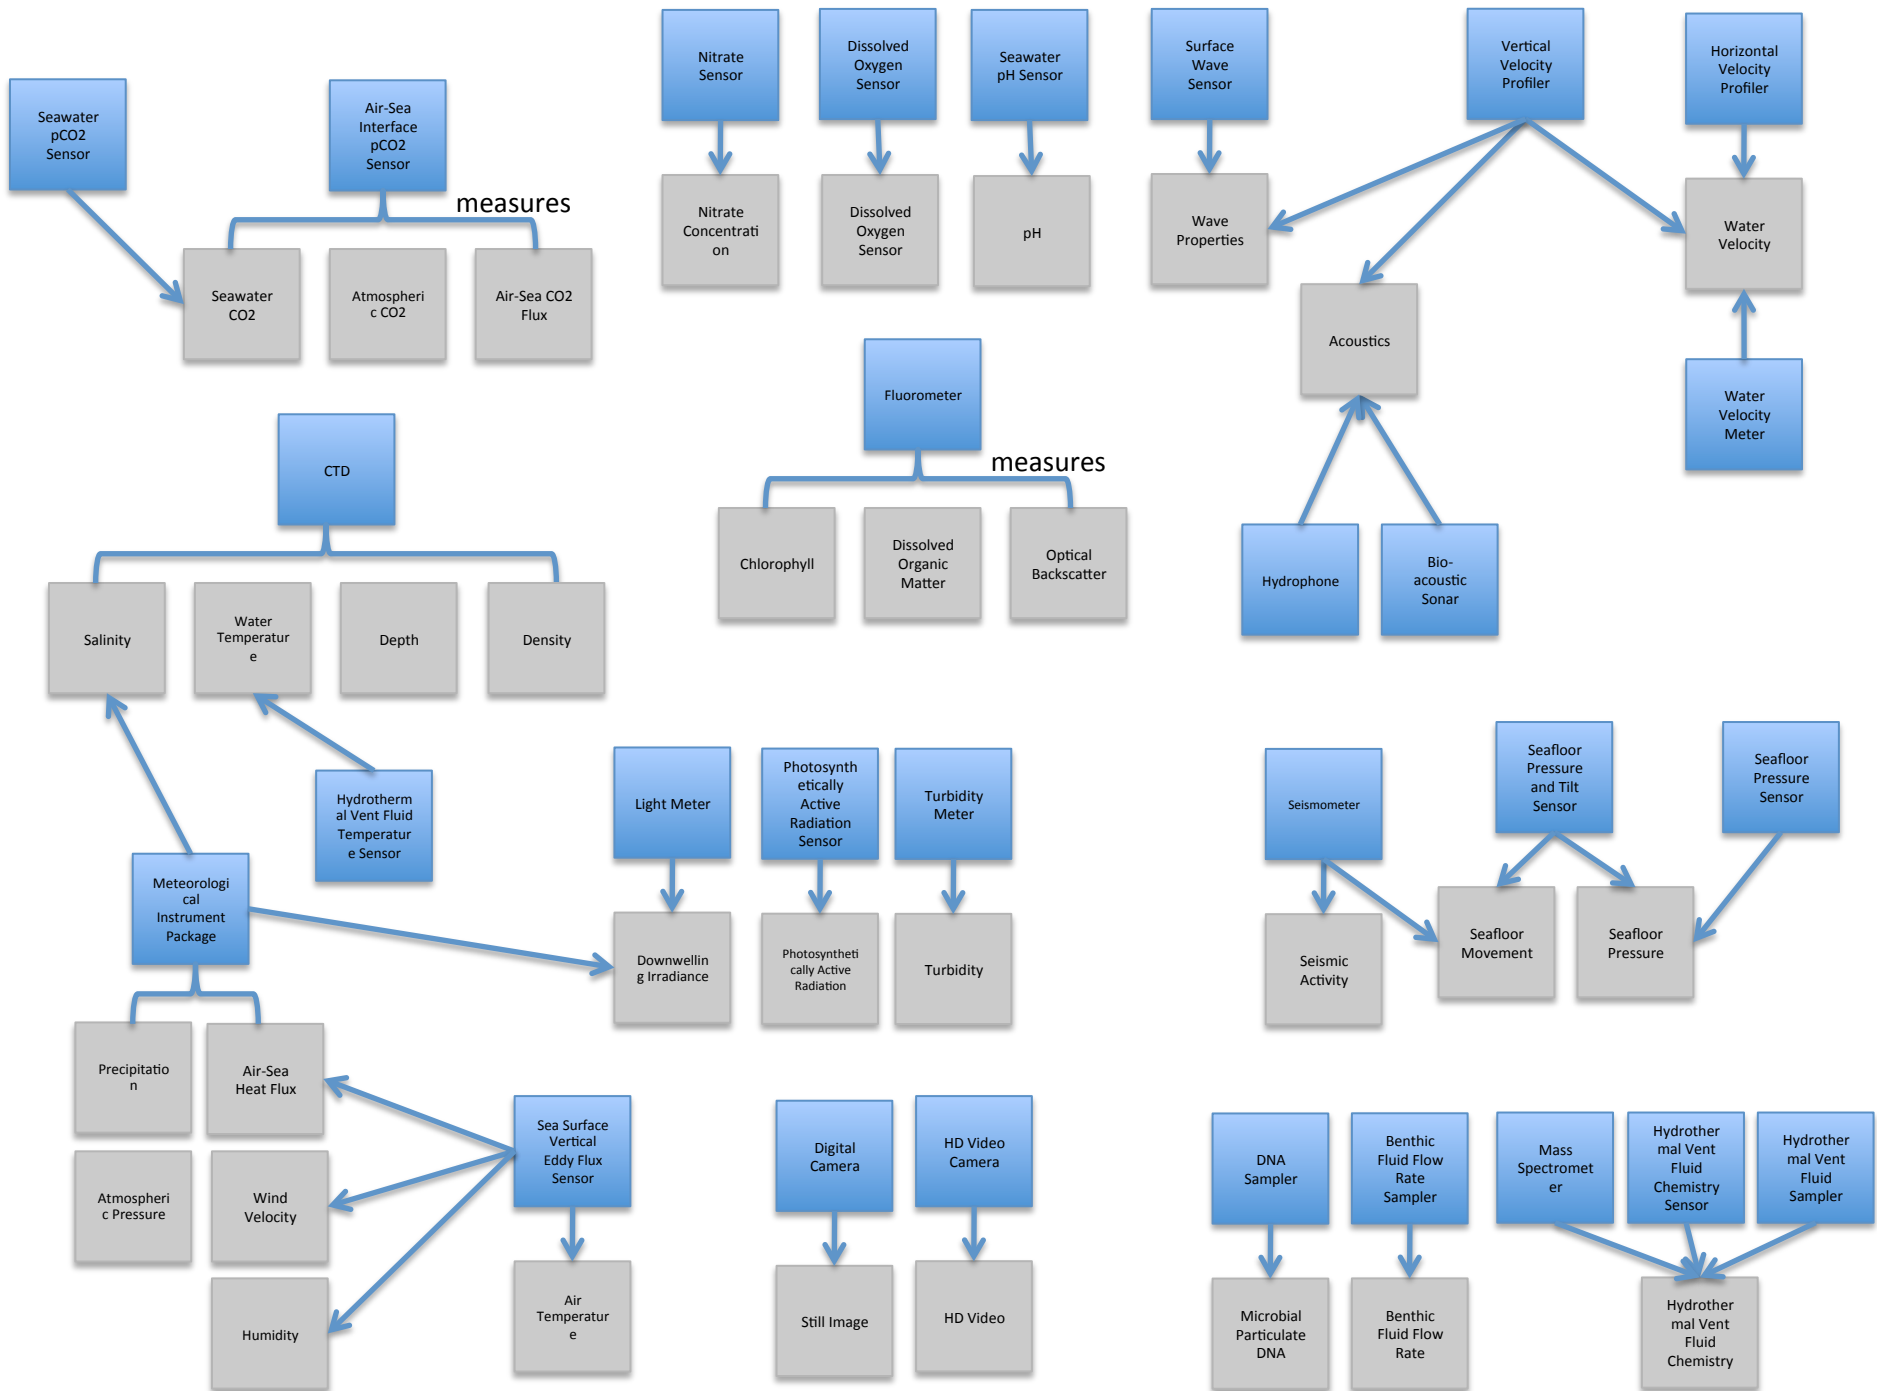 Seawater
pCO2
Sensor
Air-Sea
Interface
pCO2
Sensor
measures
Seawater
CO2
Atmospheri
c CO2
Air-Sea CO2
Flux
Nitrate
Sensor
Dissolved
Oxygen
Sensor
Seawater
pH Sensor
Nitrate
Concentrati
on
Dissolved
Oxygen
Sensor
pH
Surface
Wave
Sensor
Vertical
Velocity
Profiler
Horizontal
Velocity
Profiler
Wave
Properties
Water
Velocity
Acoustics
Water
Velocity
Meter
Hydrophone
Bio-
acoustic
Sonar
Fluorometer
measures
Chlorophyll
Dissolved
Organic
Matter
Optical
Backscatter
CTD
Salinity
Water
Temperatur
e
Depth
Density
Hydrotherm
al Vent Fluid
Temperatur
e Sensor
Meteorologi
cal
Instrument
Package
Light Meter
Photosynth
etically
Active
Radiation
Sensor
Turbidity
Meter
Downwellin
g Irradiance
Photosyntheti
cally Active
Radiation
Turbidity
Seismometer
Seafloor
Pressure
and Tilt
Sensor
Seafloor
Pressure
Sensor
Seismic
Activity
Seafloor
Movement
Seafloor
Pressure
Precipitatio
n
Air-Sea
Heat Flux
Atmospheri
c Pressure
Wind
Velocity
Humidity
Sea Surface
Vertical
Eddy Flux
Sensor
Air
Temperatur
e
Digital
Camera
HD Video
Camera
Still Image
HD Video
DNA
Sampler
Benthic
Fluid Flow
Rate
Sampler
Mass
Spectromet
er
Hydrother
mal Vent
Fluid
Chemistry
Sensor
Hydrother
mal Vent
Fluid
Sampler
Microbial
Particulate
DNA
Benthic
Fluid Flow
Rate
Hydrother
mal Vent
Fluid
Chemistry